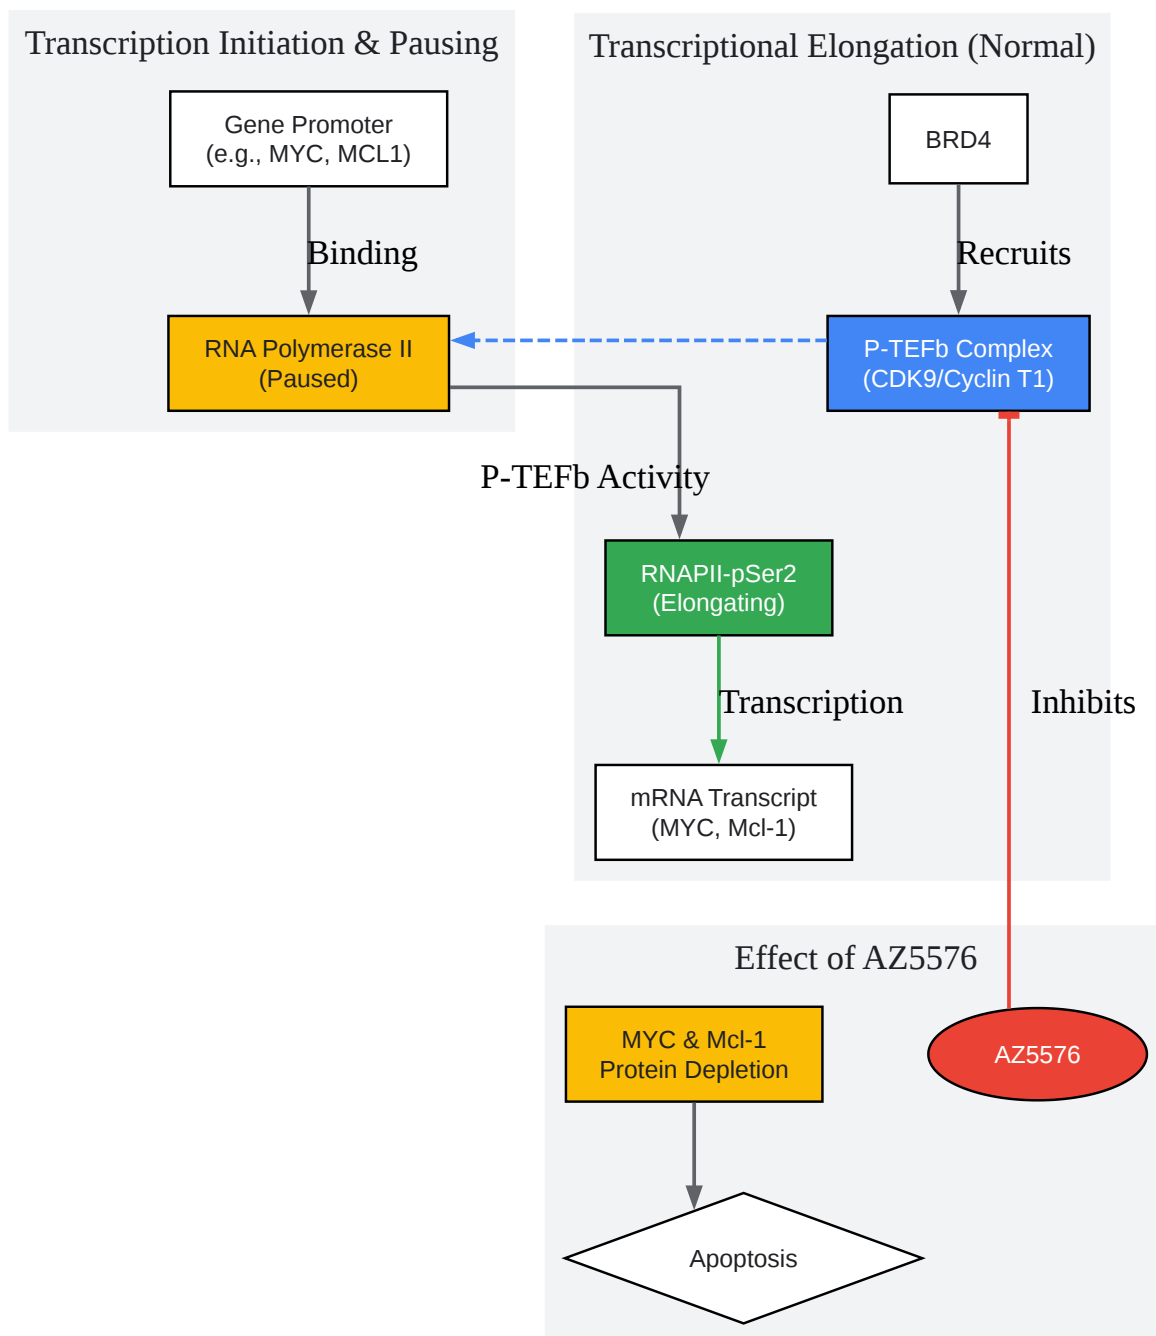 Transcription Initiation & Pausing
Gene Promoter
(e.g., MYC, MCL1)
Binding
RNA Polymerase II
(Paused)
Transcriptional Elongation (Normal)
BRD4
Recruits
P-TEFb Complex
(CDK9/Cyclin T1)
P-TEFb Activity
RNAPII-pSer2
(Elongating)
Transcription
Inhibits
mRNA Transcript
(MYC, Mcl-1)
Effect of AZ5576
MYC & Mcl-1
Protein Depletion
AZ5576
Apoptosis